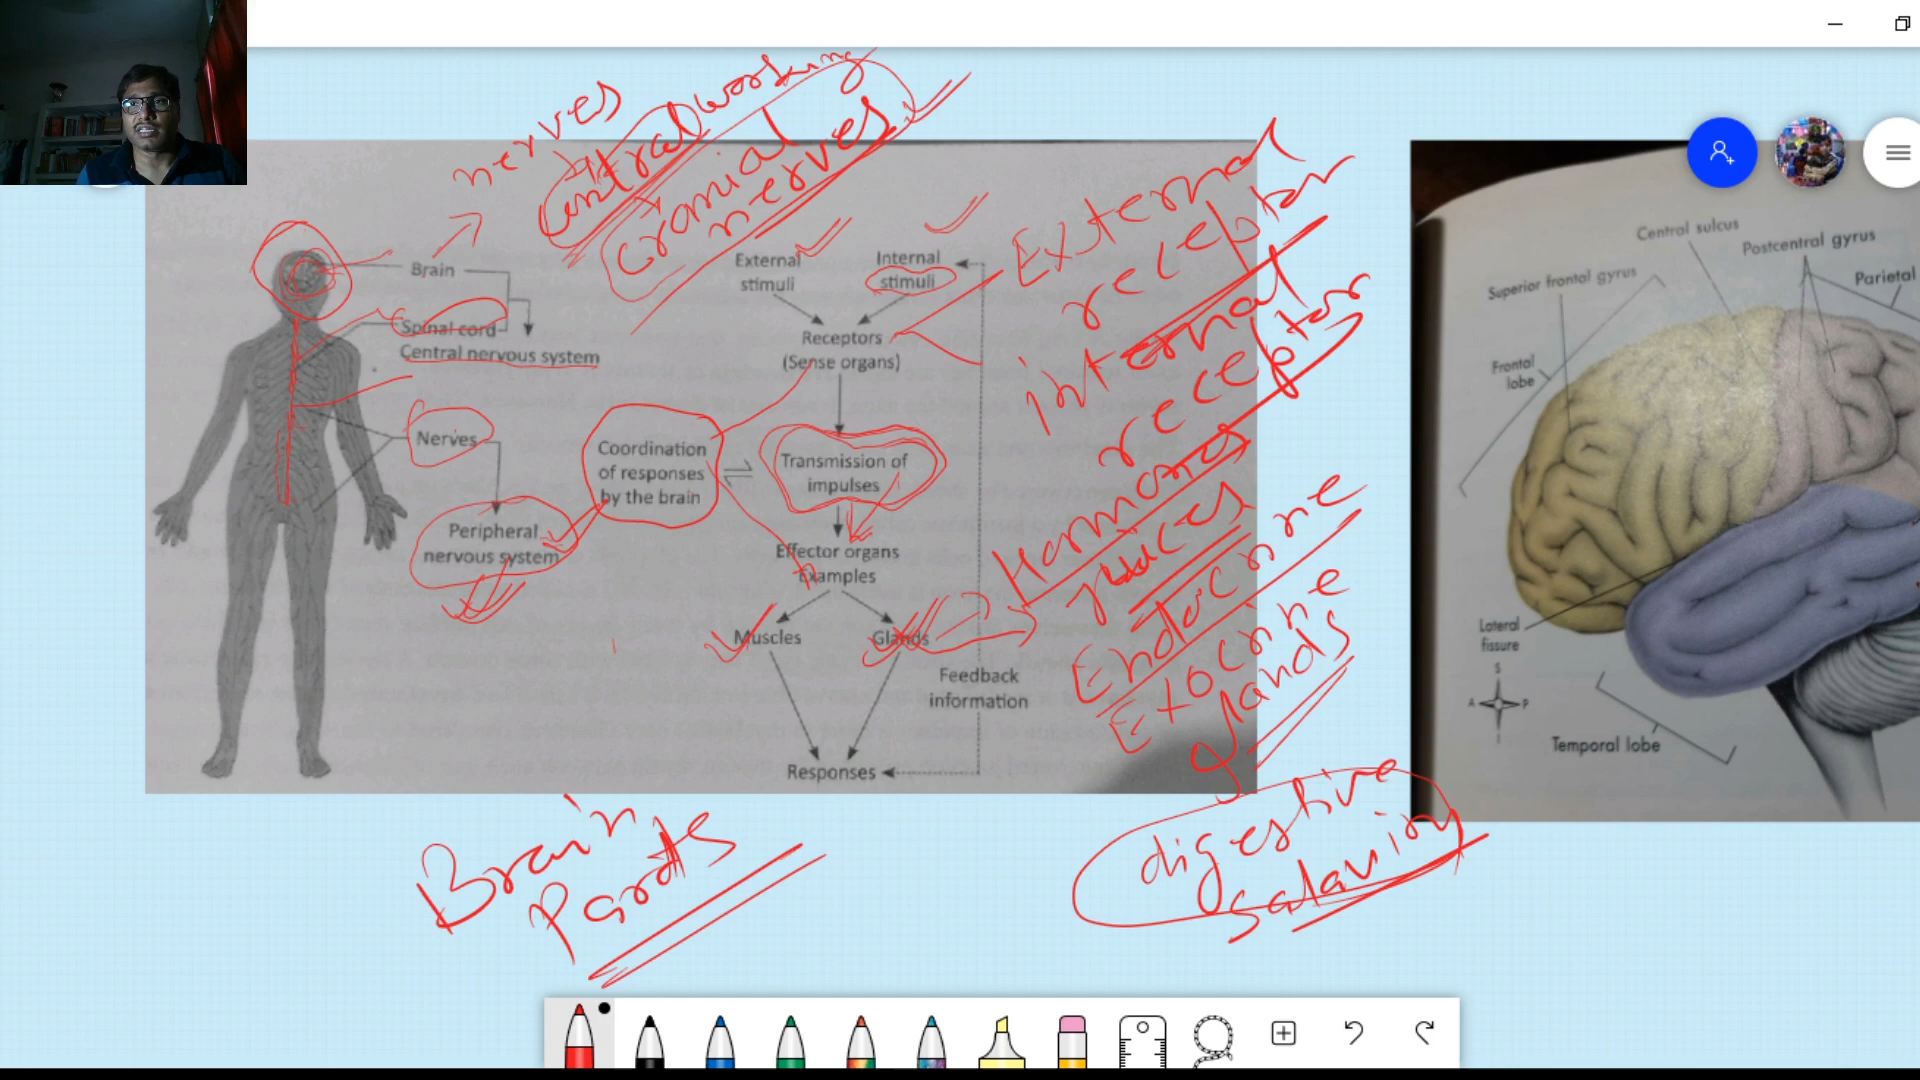 nerves
Central working
cranial
nerves
Brain
Spinal cord
Central nervous system
Nerves
Peripheral
nervous system
Coordination
of responses
by the brain
External
stimuli
Internal
stimuli
Receptors
(Sense organs)
Transmission of
impulses
Effector organs
Examples
Muscles
Glands
Feedback
information
Responses
External
receptor
internal
receptor
Harmones
juices
Endocrine
Exocrine
glands
digestive
salaviry
Brain
Parts
Central sulcus
Postcentral gyrus
Superior frontal gyrus
Parietal
Frontal
lobe
Lateral
fissure
S
A P
I
Temporal lobe